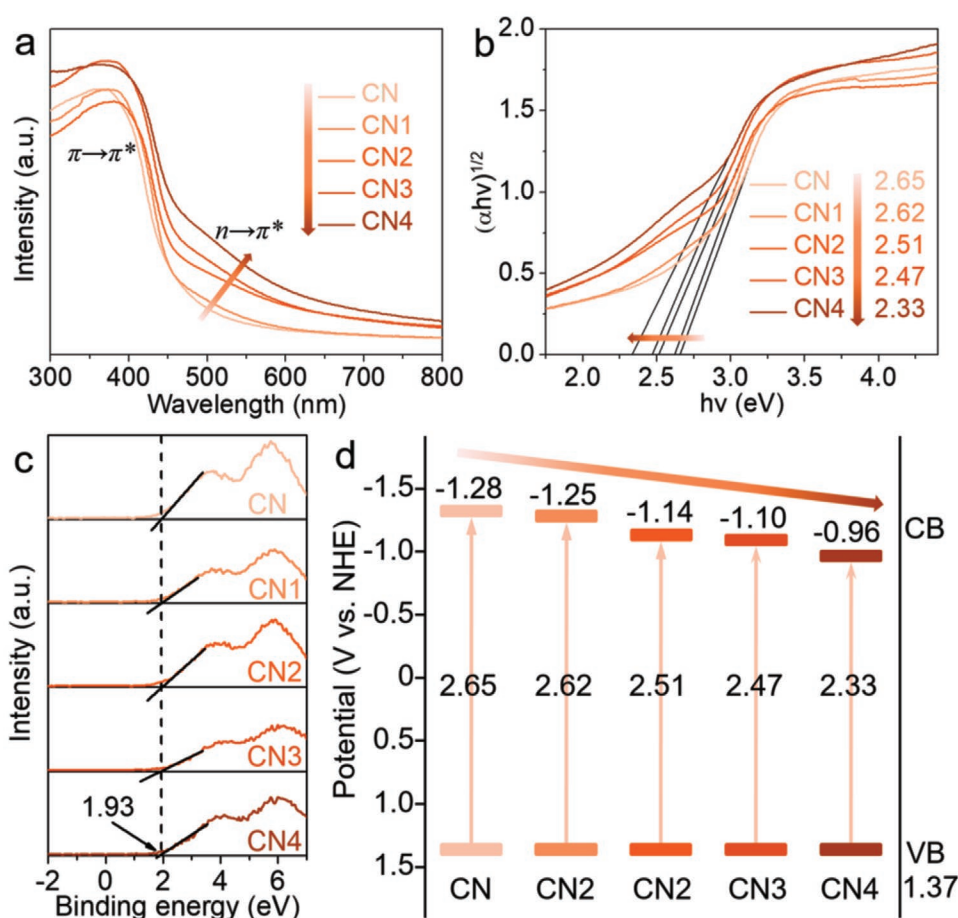 a
Intensity (a.u.)
π→π*
n→π*
CN
CN1
CN2
CN3
CN4
300 400 500 600 700 800
Wavelength (nm)
b
(αhv)1/2
2.0
1.5
1.0
0.5
0.0
CN 2.65
CN1 2.62
CN2 2.51
CN3 2.47
CN4 2.33
2.0 2.5 3.0 3.5 4.0
hv (eV)
c
Intensity (a.u.)
CN
CN1
CN2
CN3
1.93
CN4
-2 0 2 4 6
Binding energy (eV)
d
Potential (V vs. NHE)
-1.5
-1.0
-0.5
0
0.5
1.0
1.5
-1.28 -1.25 -1.14 -1.10 -0.96
CB
2.65 2.62 2.51 2.47 2.33
VB
CN CN2 CN2 CN3 CN4 1.37